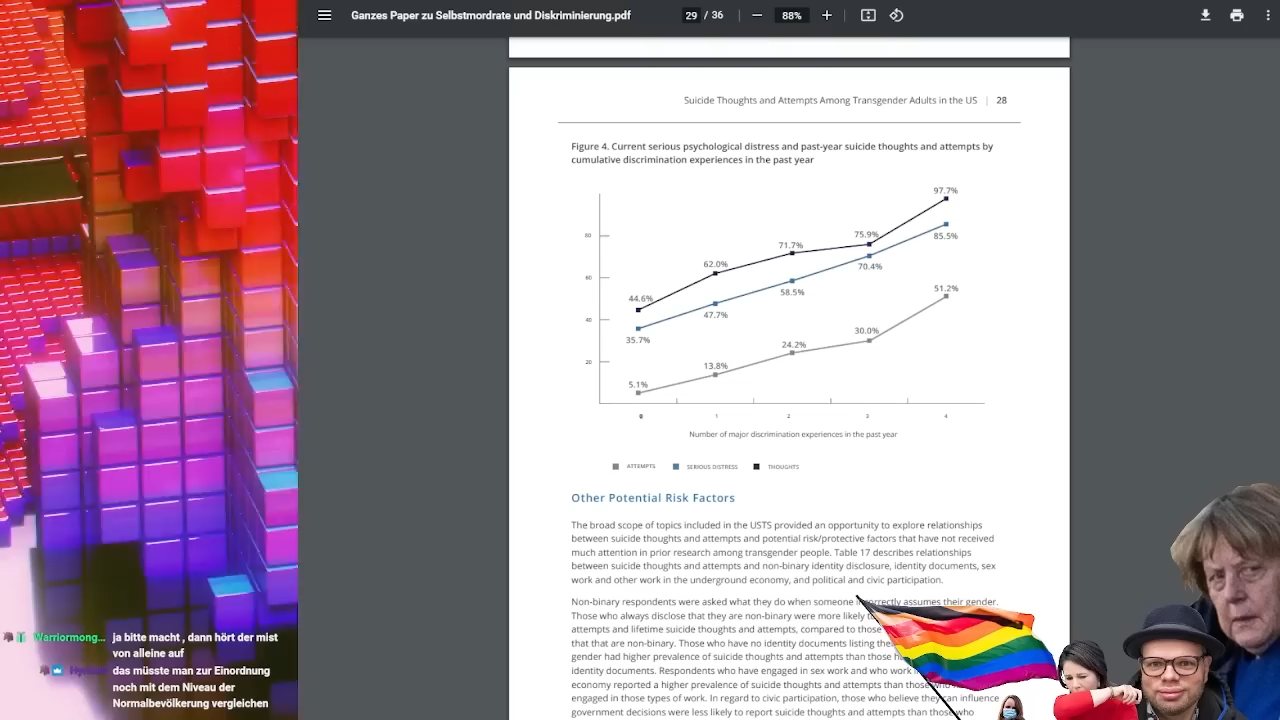 Ganzes Paper zu Selbstmordrate und Diskriminierung.pdf
29 / 36
88%
Suicide Thoughts and Attempts Among Transgender Adults in the US | 28
Figure 4. Current serious psychological distress and past-year suicide thoughts and attempts by
cumulative discrimination experiences in the past year
97.7%
80
75.9%
85.5%
71.7%
62.0%
70.4%
60
58.5%
44.6%
51.2%
47.7%
40
35.7%
30.0%
24.2%
20
13.8%
5.1%
0 1 2 3 4
Number of major discrimination experiences in the past year
ATTEMPTS SERIOUS DISTRESS THOUGHTS
Other Potential Risk Factors
The broad scope of topics included in the USTS provided an opportunity to explore relationships
between suicide thoughts and attempts and potential risk/protective factors that have not received
much attention in prior research among transgender people. Table 17 describes relationships
between suicide thoughts and attempts and non-binary identity disclosure, identity documents, sex
work and other work in the underground economy, and political and civic participation.
Non-binary respondents were asked what they do when someone incorrectly assumes their gender.
Those who always disclose that they are non-binary were more likely
attempts and lifetime suicide thoughts and attempts, compared to those
that that are non-binary. Those who have no identity documents listing their
gender had higher prevalence of suicide thoughts and attempts than those
identity documents. Respondents who have engaged in sex work and who work
economy reported a higher prevalence of suicide thoughts and attempts than those
engaged in those types of work. In regard to civic participation, those who believe they can influence
government decisions were less likely to report suicide thoughts and attempts than those who
Warriormong... ja bitte macht , dann hört der mist
von alleine auf
das müsste man zur Einordnung
noch mit dem Niveau der
Normalbevölkerung vergleichen